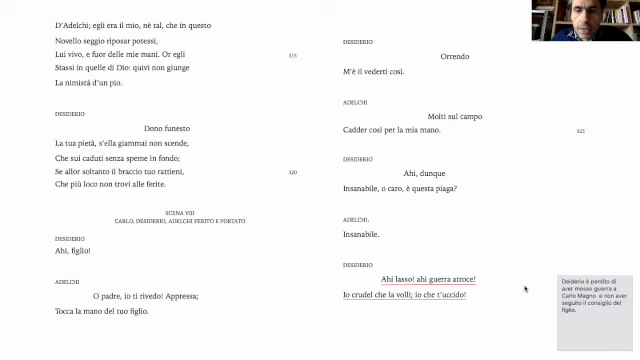 D'Adelchi; egli era il mio, nè tal, che in questo
Novello seggio riposar potessi,
Lui vivo, e fuor delle mie mani. Or egli
315
Stassi in quelle di Dio: quivi non giunge
La nimistà d'un pio.
DESIDERIO
Dono funesto
La tua pietà, s'ella giammai non scende,
Che sui caduti senza speme in fondo;
Se allor soltanto il braccio tuo rattieni,
320
Che più loco non trovi alle ferite.
SCENA VIII
CARLO, DESIDERIO, ADELCHI FERITO E PORTATO
DESIDERIO
Ahi, figlio!
ADELCHI
O padre, io ti rivedo! Appressa;
Tocca la mano del tuo figlio.
DESIDERIO
Orrendo
M'è il vederti così.
ADELCHI
Molti sul campo
Cadder così per la mia mano.
325
DESIDERIO
Ahi, dunque
Insanabile, o caro, è questa piaga?
ADELCHI.
Insanabile.
DESIDERIO
Ahi lasso! ahi guerra atroce!
Io crudel che la volli; io che t'uccido!
Deiderio è pentito di
aver mosso guerra a
Carlo Magno e non aver
seguito il consiglio del
figlio.